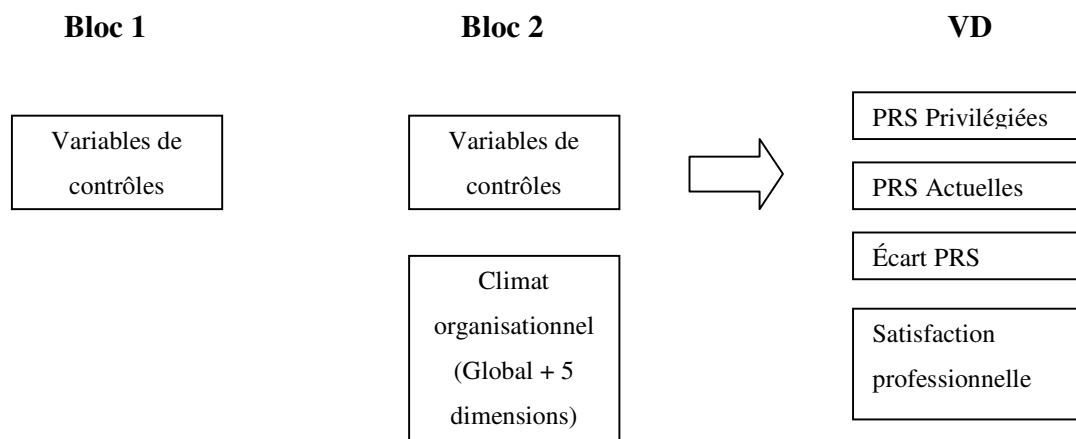 Bloc 1
Bloc 2
VD
Variables de
contrôles
Variables de
contrôles
Climat
organisationnel
(Global + 5
dimensions)
PRS Privilégiées
PRS Actuelles
Écart PRS
Satisfaction
professionnelle